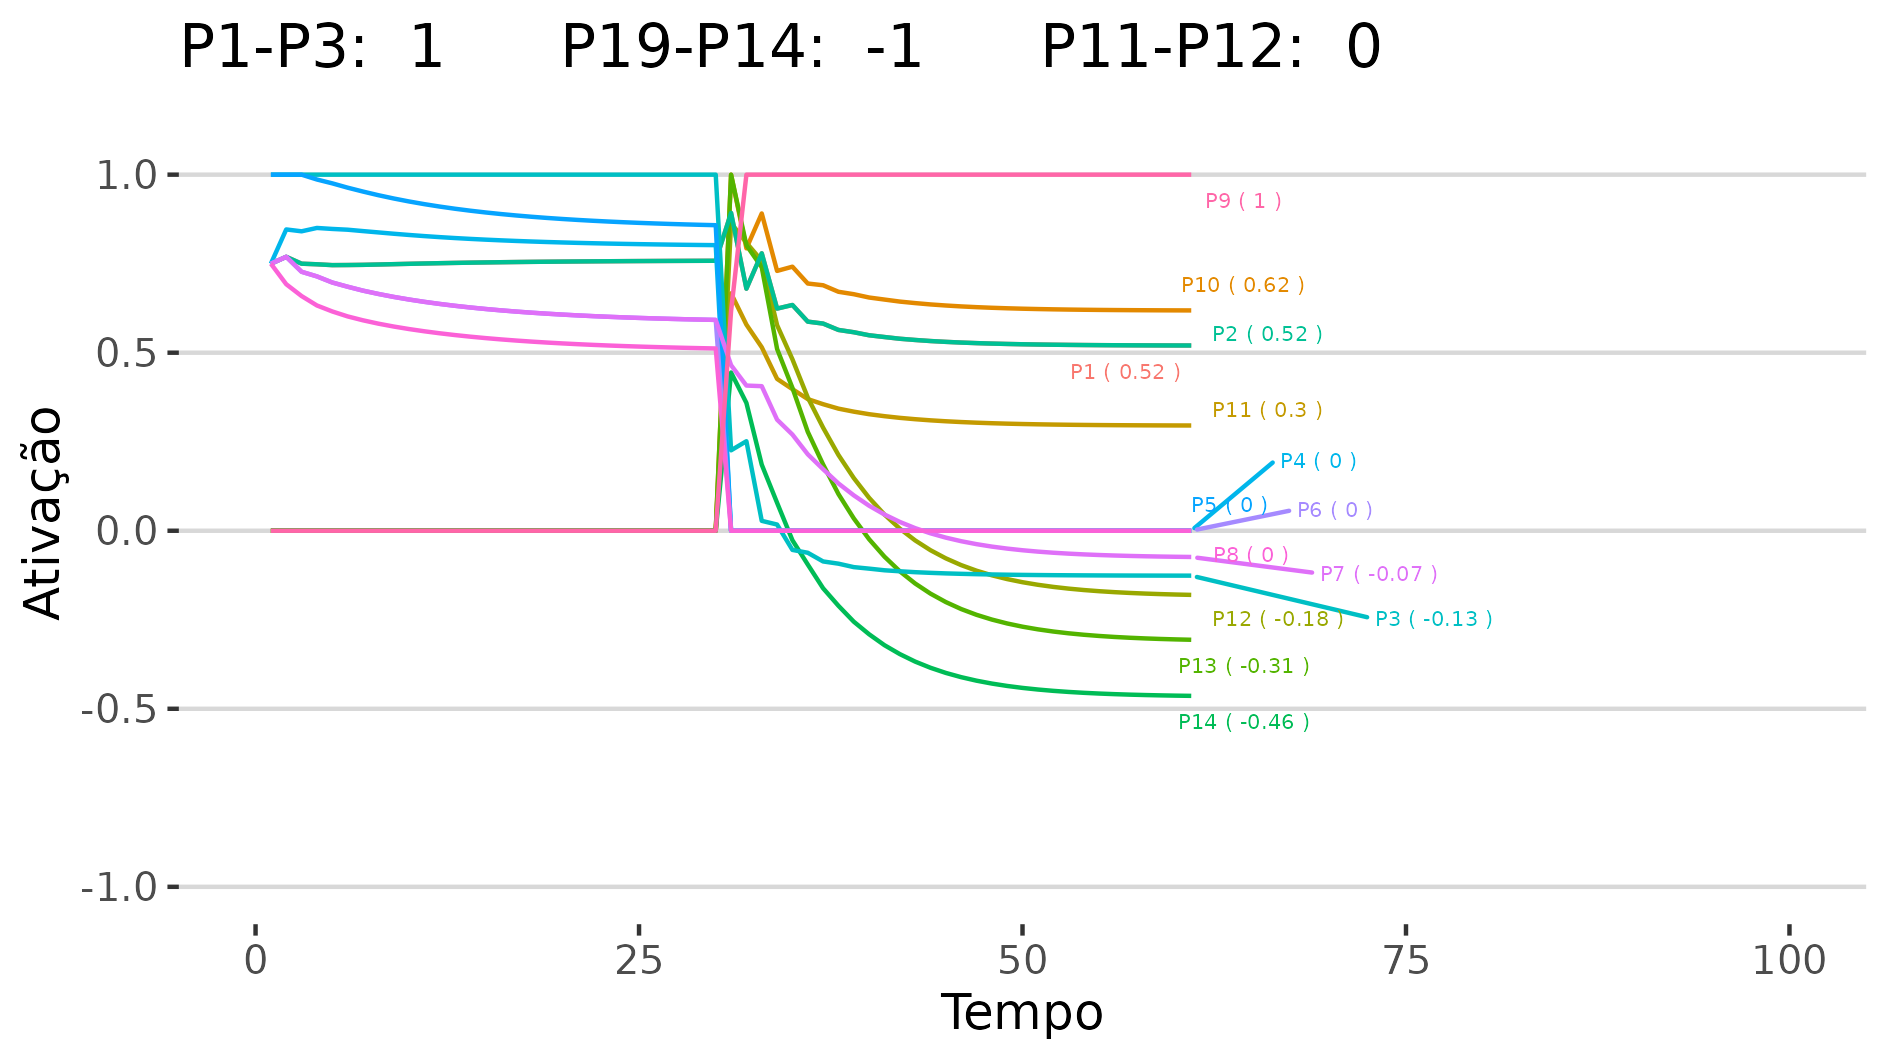 P1-P3:  1      P19-P14:  -1      P11-P12:  0
Ativação
1.0
0.5
0.0
-0.5
-1.0
P9 ( 1 )
P10 ( 0.62 )
P2 ( 0.52 )
P1 ( 0.52 )
P11 ( 0.3 )
P4 ( 0 )
P5 ( 0 )
P6 ( 0 )
P8 ( 0 )
P7 ( -0.07 )
P12 ( -0.18 )
P3 ( -0.13 )
P13 ( -0.31 )
P14 ( -0.46 )
0 25 50 75 100
Tempo